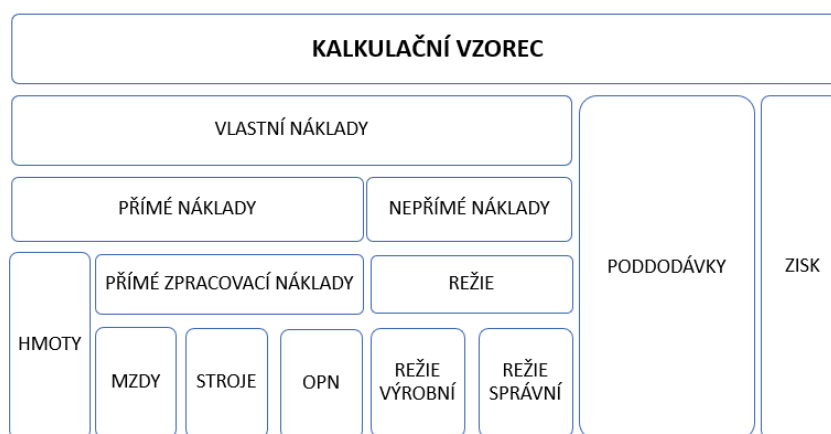 KALKULAČNÍ VZOREC
VLASTNÍ NÁKLADY
PŘÍMÉ NÁKLADY
NEPŘÍMÉ NÁKLADY
PODDODÁVKY
ZISK
PŘÍMÉ ZPRACOVACÍ NÁKLADY
REŽIE
HMOTY
MZDY
STROJE
OPN
REŽIE
VÝROBNÍ
REŽIE
SPRÁVNÍ